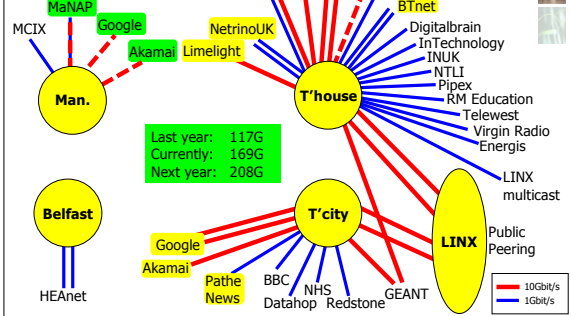 MaNAP
BTnet
MCIX
Google
NetrinoUK
Digitalbrain
Akamai
Limelight
InTechnology
INUK
NTLI
Man.
T'house
Pipex
RM Education
Telewest
Virgin Radio
Energis
Last year: 117G
Currently: 169G
Next year: 208G
LINX
multicast
Belfast
T'city
Google
LINX
Public
Peering
Akamai
Pathe
News
BBC
NHS
HEAnet
Datahop
Redstone
GEANT
10Gbit/s
1Gbit/s